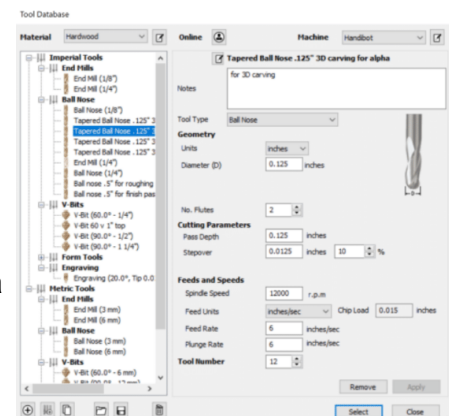 Tool Database
Material Hardwood Online Machine Handibot
Imperial Tools
End Mills
End Mill (1/8")
End Mill (1/4")
Ball Nose
Ball Nose (1/8")
Tapered Ball Nose .125" 3
Tapered Ball Nose .125" 3
Tapered Ball Nose .125" 3
Tapered Ball Nose .125" 3
End Mill (1/4")
Ball Nose (1/4")
Ball nose .5" for roughing
Ball nose .5" for finish pas
V-Bits
V-Bit (60.0° - 1/4")
V-Bit 60 v 1" top
V-Bit (90.0° - 1/2")
V-Bit (90.0° - 1 1/4")
Form Tools
Engraving
Engraving (20.0°, Tip 0.0
Metric Tools
End Mills
End Mill (3 mm)
End Mill (6 mm)
Ball Nose
Ball Nose (3 mm)
Ball Nose (6 mm)
V-Bits
V-Bit (60.0° - 6 mm)
V-Bit (90.0° - 12 mm)
Tapered Ball Nose .125" 3D carving for alpha
Notes for 3D carving
Tool Type Ball Nose
Geometry
Units inches
Diameter (D) 0.125 inches
D
No. Flutes 2
Cutting Parameters
Pass Depth 0.125 inches
Stepover 0.0125 inches 10 %
Feeds and Speeds
Spindle Speed 12000 r.p.m
Feed Units inches/sec Chip Load 0.015 inches
Feed Rate 6 inches/sec
Plunge Rate 6 inches/sec
Tool Number 12
Remove Apply
Select Close